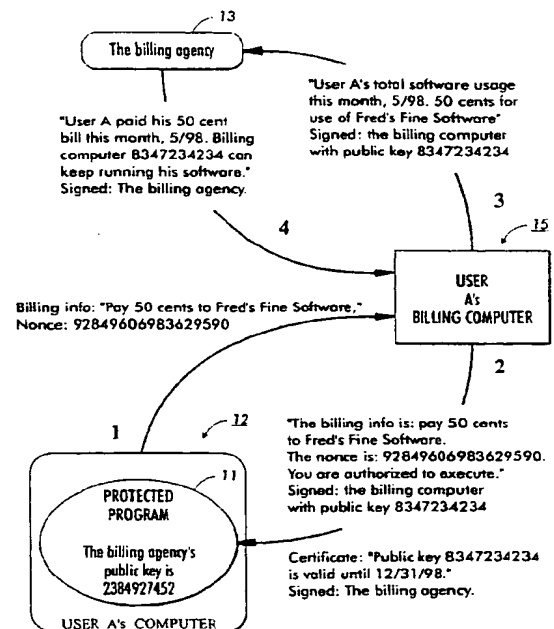 13
The billing agency
"User A's total software usage
this month, 5/98. 50 cents for
use of Fred's Fine Software"
Signed: the billing computer
with public key 8347234234
"User A paid his 50 cent
bill this month, 5/98. Billing
computer 8347234234 can
keep running his software."
Signed: The billing agency.
3
4
15
USER
A's
BILLING COMPUTER
Billing info: "Pay 50 cents to Fred's Fine Software,"
Nonce: 92849606983629590
2
1
12
"The billing info is: pay 50 cents
to Fred's Fine Software.
The nonce is: 92849606983629590.
You are authorized to execute."
Signed: the billing computer
with public key 8347234234
11
PROTECTED
PROGRAM
The billing agency's
public key is
2384927452
Certificate: "Public key 8347234234
is valid until 12/31/98."
Signed: The billing agency.
USER A's COMPUTER